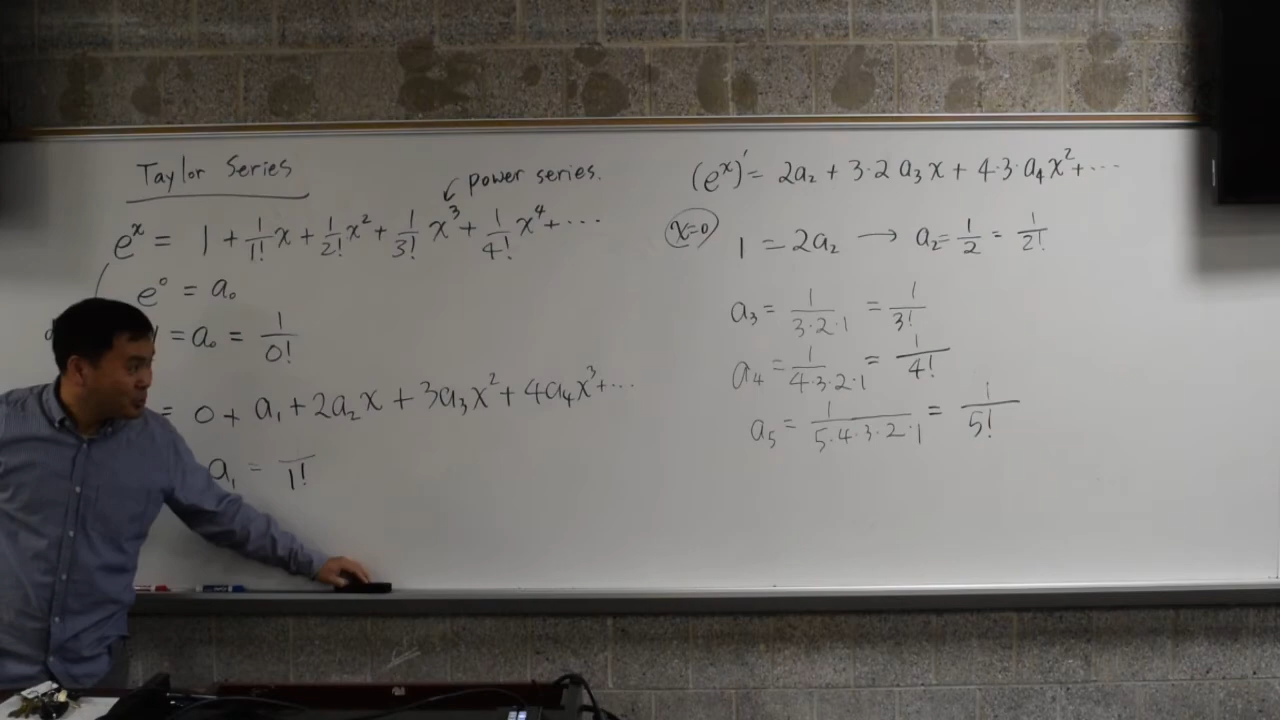 Taylor Series
power series.
e^x = 1 + 1/1! x + 1/2! x^2 + 1/3! x^3 + 1/4! x^4 + ...
e^0 = a_0
= a_0 = 1/0!
= 0 + a_1 + 2a_2x + 3a_3x^2 + 4a_4x^3 + ...
a_1 = /1!
(e^x)' = 2a_2 + 3·2 a_3 x + 4·3· a_4 x^2 + ...
x=0 1 = 2a_2 → a_2 = 1/2 = 1/2!
a_3 = 1/(3·2·1) = 1/3!
a_4 = 1/(4·3·2·1) = 1/4!
a_5 = 1/(5·4·3·2·1) = 1/5!